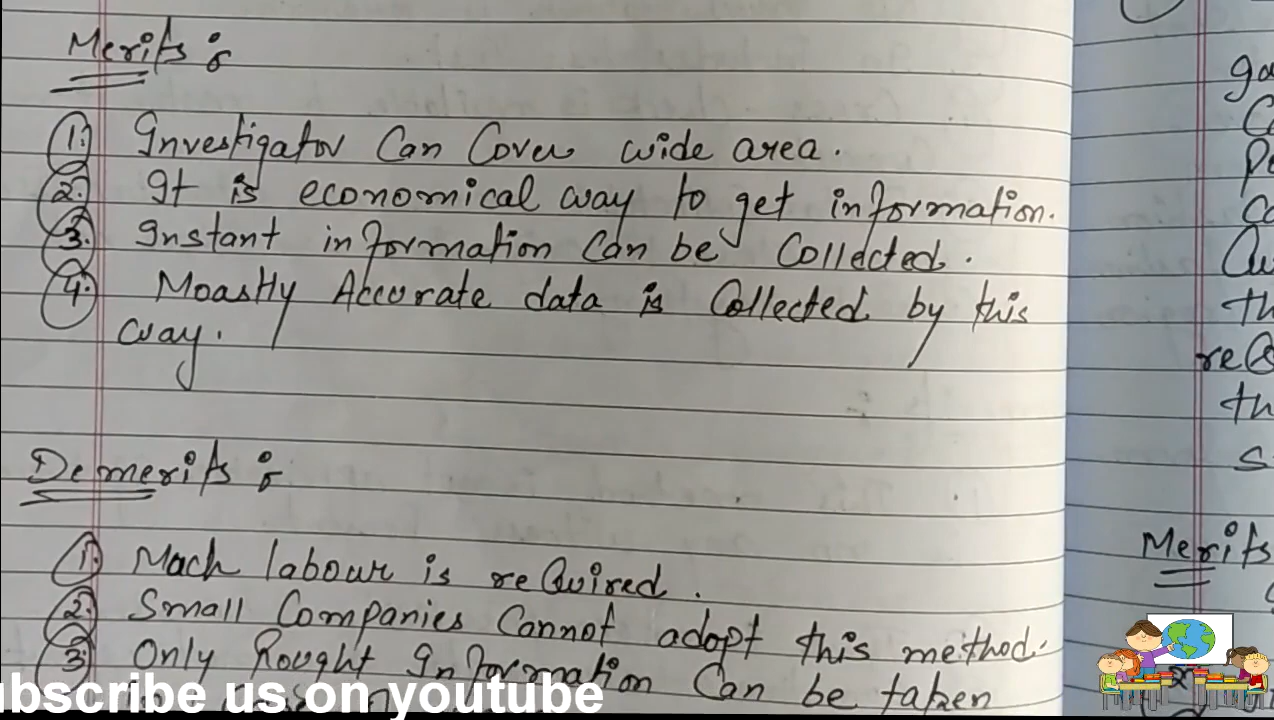 Merits :
1. Investigator Can Cover wide area.
2. It is economical way to get information.
3. Instant information Can be Collected.
4. Moastly Accurate data is Collected by this
way.
Demerits :
1. Mach labour is reQuired.
2. Small Companies Cannot adopt this method.
3. Only Rought Information Can be taken
ubscribe us on youtube
Merits